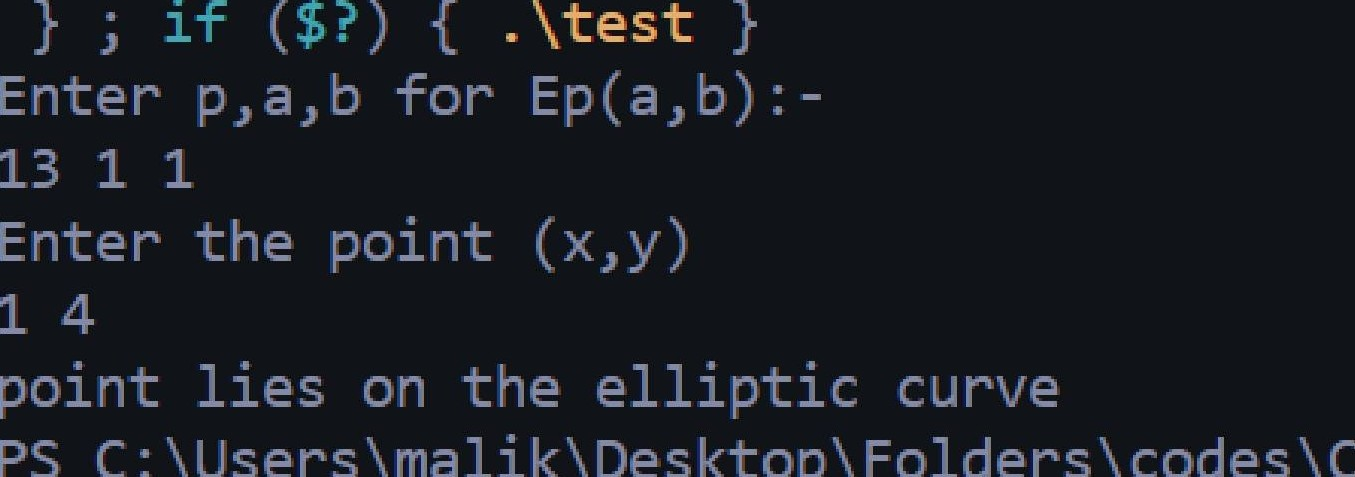 } ; if ($?) { .\test }
Enter p,a,b for Ep(a,b):-
13 1 1
Enter the point (x,y)
1 4
point lies on the elliptic curve
PS C:\Users\malik\Desktop\Folders\codes\C